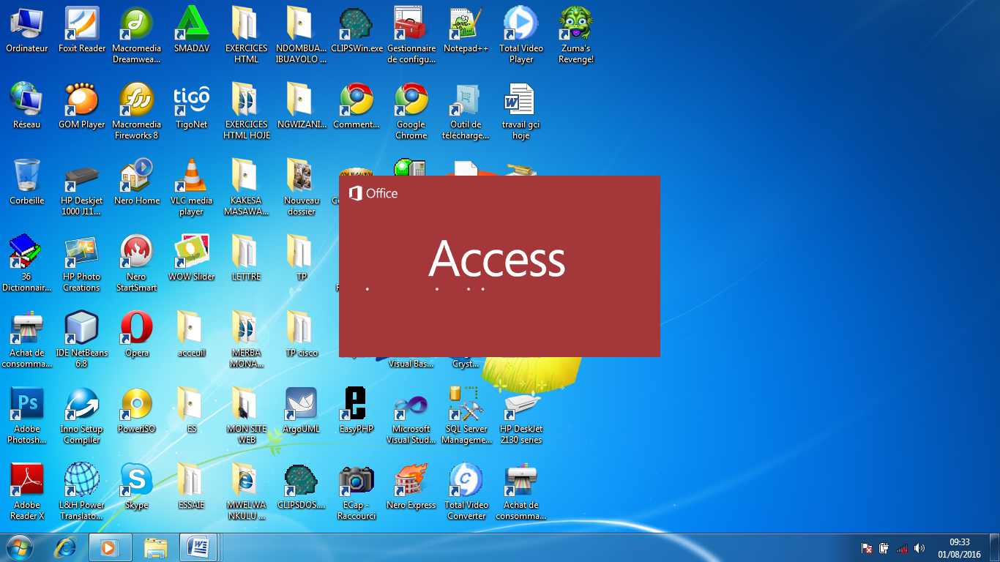 Ordinateur
Foxit Reader
Macromedia
Dreamwea...
SMADΔV
EXERCICES
HTML
NDOMBUA...
IBUAYOLO ...
CLIPSWin.exe
Gestionnaire
de configu...
Notepad++
Total Video
Player
Zuma's
Revenge!
Réseau
GOM Player
Macromedia
Fireworks 8
tigo
TigoNet
EXERCICES
HTML HOJE
NGWIZANI...
Comment...
Google
Chrome
Outil de
télécharge...
travail gci
hoje
Corbeille
HP Deskjet
1000 J11...
Nero Home
VLC media
player
KAKESA
MASAWA...
Nouveau
dossier
Office
Access
36
Dictionnair...
HP Photo
Creations
Nero
StartSmart
WOW Slider
LETTRE
TP
Achat de
consomma...
IDE NetBeans
6.8
Opera
acceuil
MERBA
MONA...
TP cisco
Visual Bas...
Cryst...
Ps
Adobe
Photosh...
Inno Setup
Compiler
PowerISO
ES
MON SITE
WEB
ArgoUML
EasyPHP
Microsoft
Visual Stud...
SQL Server
Manageme...
HP DeskJet
2130 series
Adobe
Reader X
L&H Power
Translato...
Skype
ESSAIE
MWELWA
NKULU ...
CLIPSDOS....
ECap -
Raccourci
Nero Express
Total Video
Converter
Achat de
consomma...
09:33
01/08/2016